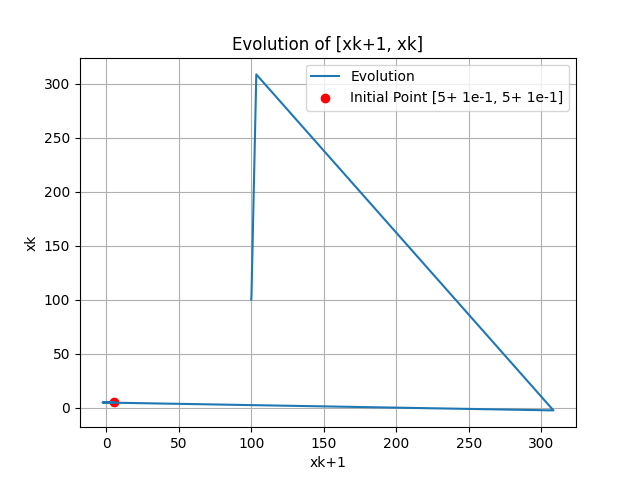 Evolution of [xk+1, xk]
Evolution
Initial Point [5+ 1e-1, 5+ 1e-1]
300
250
200
150
100
50
0
xk
0 50 100 150 200 250 300
xk+1